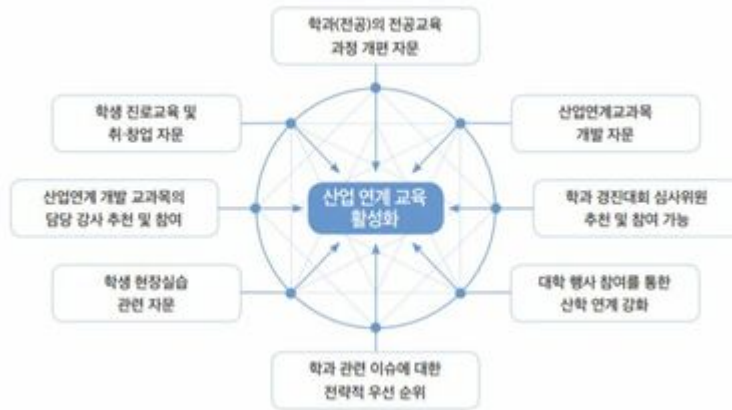 학과(전공)의 전공교육
과정 개편 자문
학생 진로교육 및
취·창업 자문
산업연계교과목
개발 자문
산업연계 개발 교과목의
담당 강사 추천 및 참여
산업 연계 교육
활성화
학과 경진대회 심사위원
추천 및 참여 가능
학생 현장실습
관련 자문
대학 행사 참여를 통한
산학 연계 강화
학과 관련 이슈에 대한
전략적 우선 순위